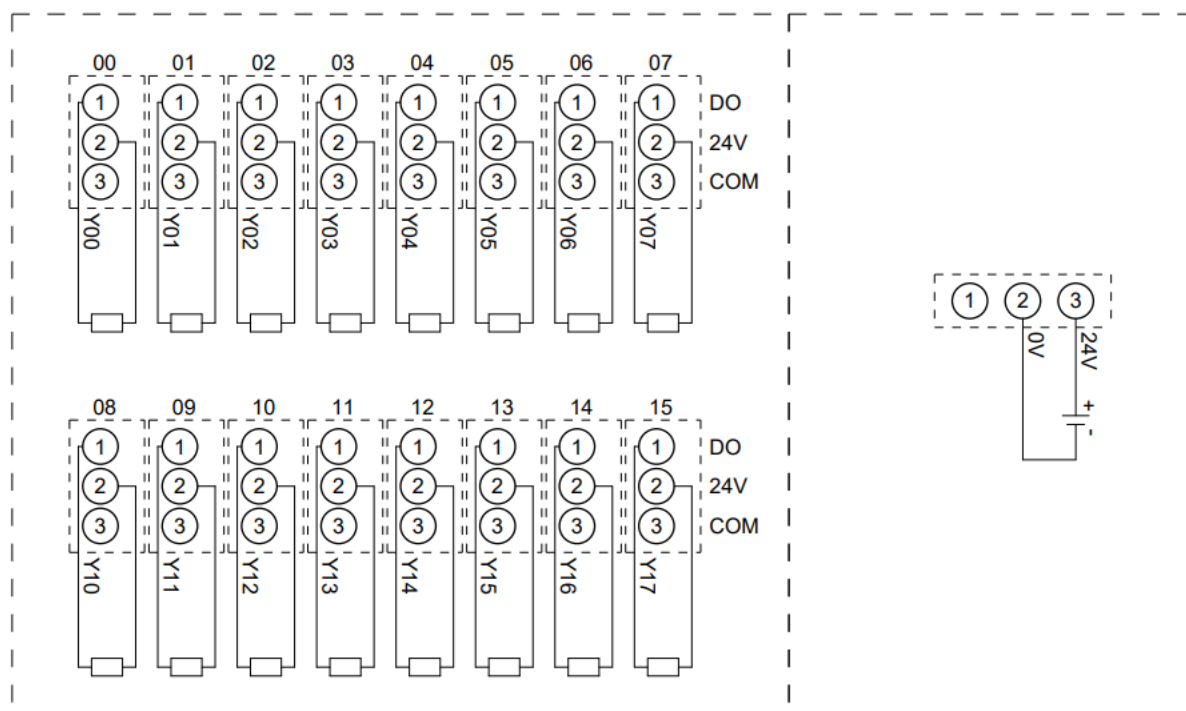 00 01 02 03 04 05 06 07
1 1 1 1 1 1 1 1 DO
2 2 2 2 2 2 2 2 24V
3 3 3 3 3 3 3 3 COM
Y00 Y01 Y02 Y03 Y04 Y05 Y06 Y07
08 09 10 11 12 13 14 15
1 1 1 1 1 1 1 1 DO
2 2 2 2 2 2 2 2 24V
3 3 3 3 3 3 3 3 COM
Y10 Y11 Y12 Y13 Y14 Y15 Y16 Y17
1 2 3
0V 24V
+
-